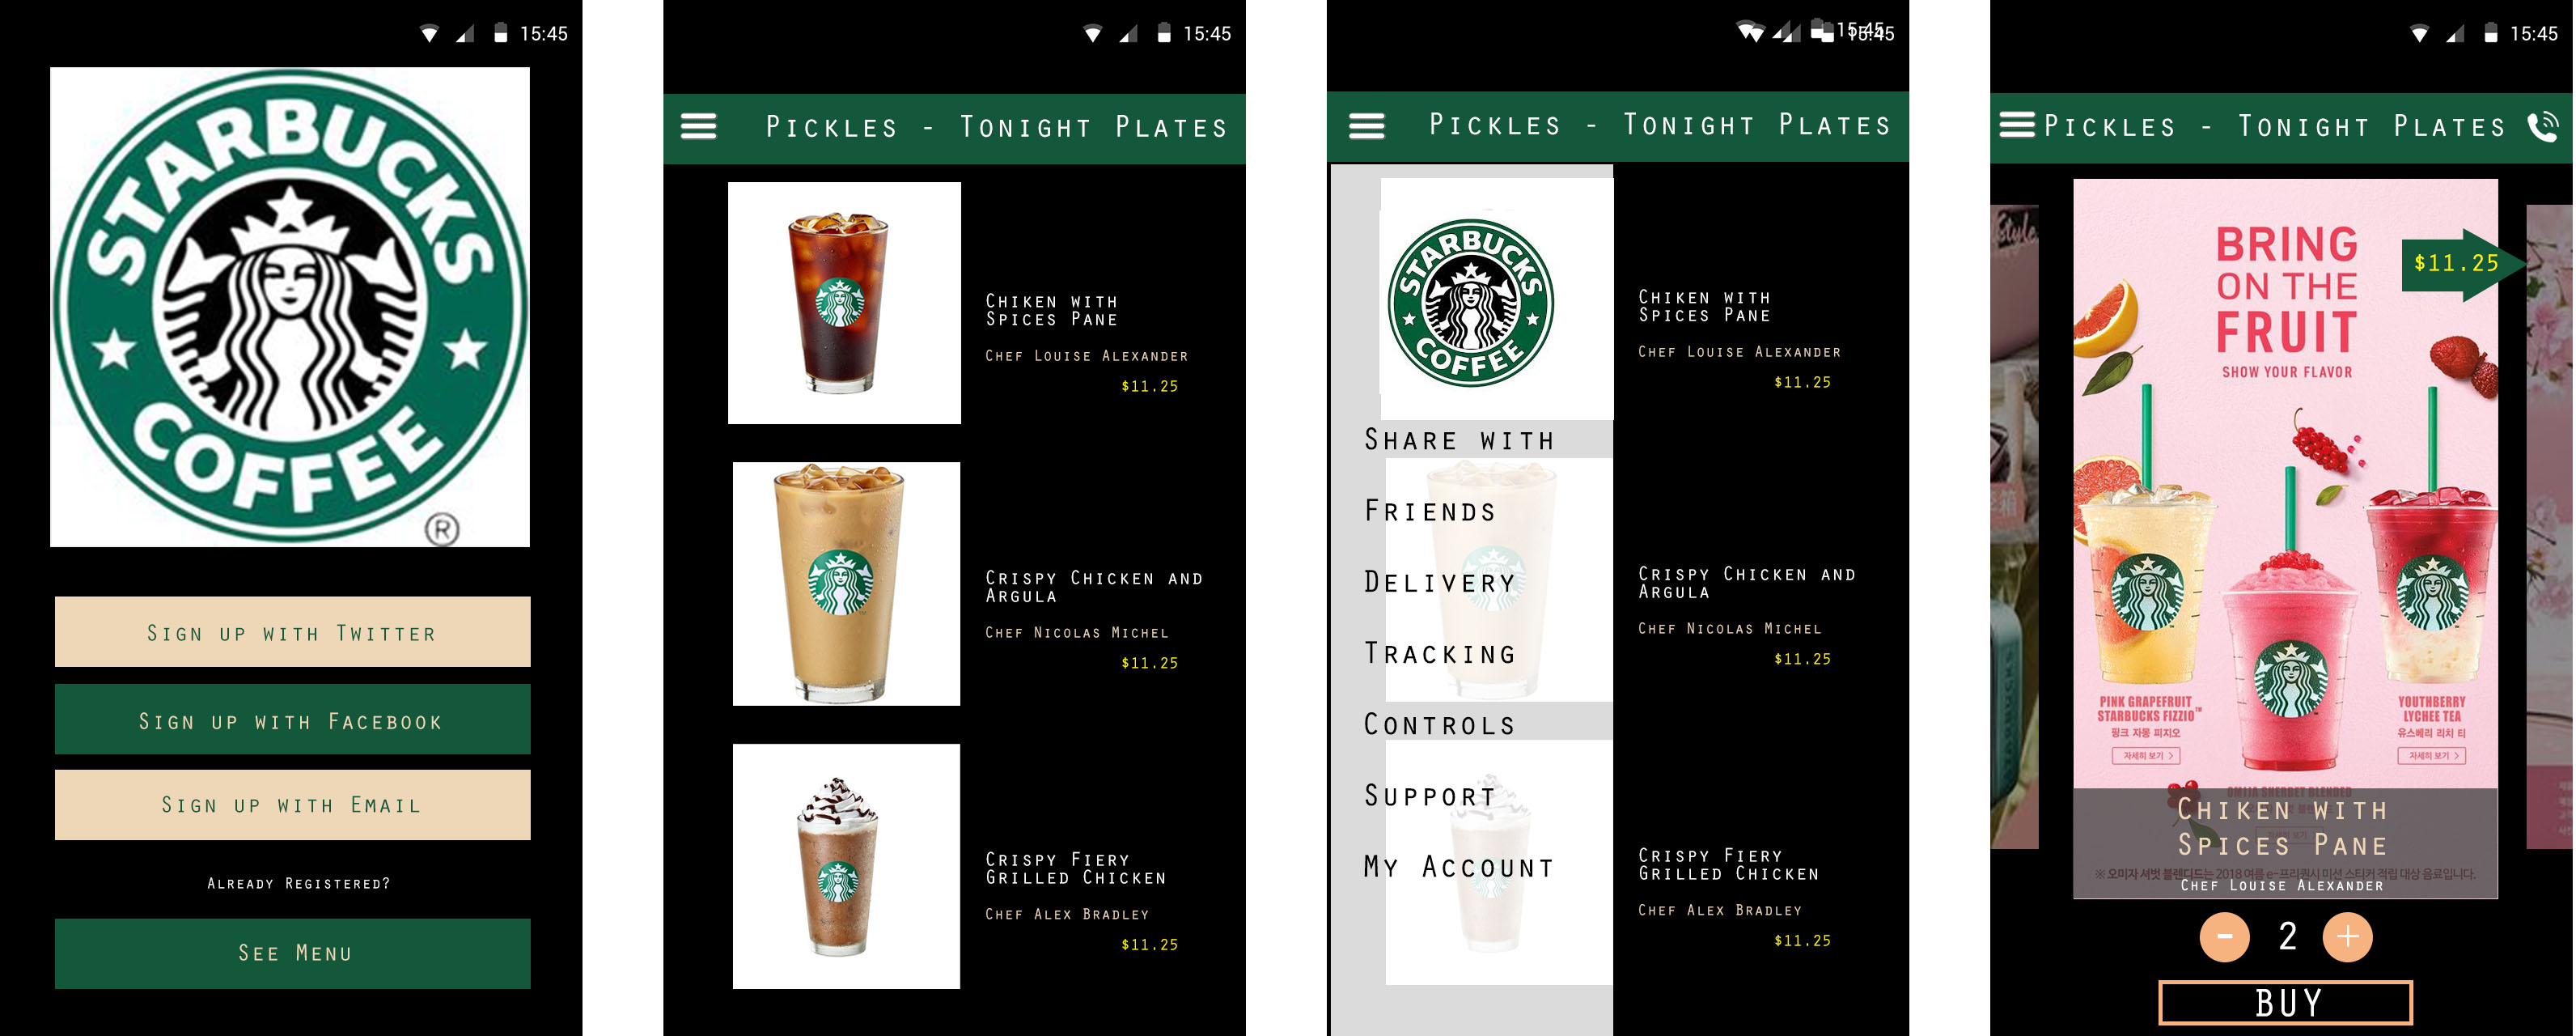 15:45
STARBUCKS
COFFEE
®
Sign up with Twitter
Sign up with Facebook
Sign up with Email
Already Registered?
See Menu
15:45
Pickles - Tonight Plates
Chiken with
Spices Pane
Chef Louise Alexander
$11.25
Crispy Chicken and
Argula
Chef Nicolas Michel
$11.25
Crispy Fiery
Grilled Chicken
Chef Alex Bradley
$11.25
15:45
15:45
Pickles - Tonight Plates
STARBUCKS
COFFEE
Share with
Friends
Delivery
Tracking
Controls
Support
My Account
Chiken with
Spices Pane
Chef Louise Alexander
$11.25
Crispy Chicken and
Argula
Chef Nicolas Michel
$11.25
Crispy Fiery
Grilled Chicken
Chef Alex Bradley
$11.25
15:45
Pickles - Tonight Plates
Style
BRING
ON THE
FRUIT
SHOW YOUR FLAVOR
$11.25
PINK GRAPEFRUIT
STARBUCKS FIZZIO™
핑크 자몽 피지오
자세히 보기 >
YOUTHBERRY
LYCHEE TEA
유스베리 리치 티
자세히 보기 >
OMIJA SHERBET BLENDED
Chiken with
Spices Pane
※ 오미자 셔벗 블렌디드는 2018 여름 e-프리퀀시 미션 스티커 적립 대상 음료입니다.
Chef Louise Alexander
- 2 +
BUY